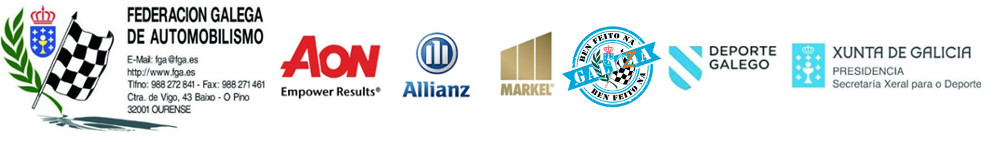 FEDERACION GALEGA
DE AUTOMOBILISMO
E-Mail: fga@fga.es
http://www.fga.es
Tlfno: 988 272 841 - Fax: 988 271 461
Ctra. de Vigo, 43 Baixo - O Pino
32001 OURENSE
AON
Empower Results®
Allianz
MARKEL®
BEN FEITO NA
GALICIA
BEN FEITO NA
DEPORTE
GALEGO
XUNTA DE GALICIA
PRESIDENCIA
Secretaría Xeral para o Deporte